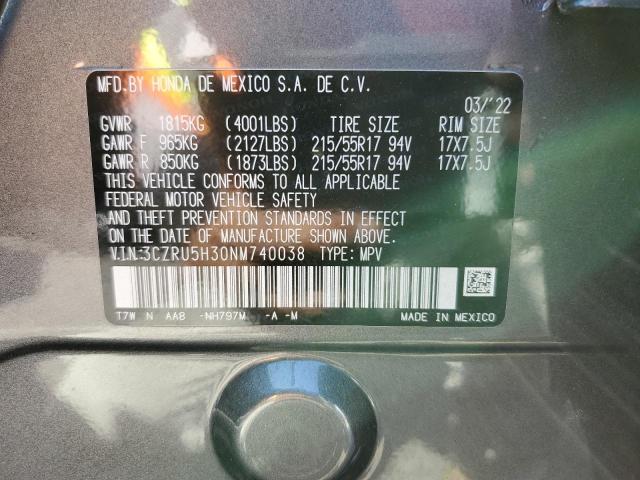 MFD.BY HONDA DE MEXICO S.A. DE C.V.
03/'22
GVWR 1815KG (4001LBS) TIRE SIZE RIM SIZE
GAWR F 965KG (2127LBS) 215/55R17 94V 17X7.5J
GAWR R 850KG (1873LBS) 215/55R17 94V 17X7.5J
THIS VEHICLE CONFORMS TO ALL APPLICABLE
FEDERAL MOTOR VEHICLE SAFETY
AND THEFT PREVENTION STANDARDS IN EFFECT
ON THE DATE OF MANUFACTURE SHOWN ABOVE.
V.I.N:3CZRU5H30NM740038 TYPE: MPV
T7W N AA8 -NH797M -A -M MADE IN MEXICO